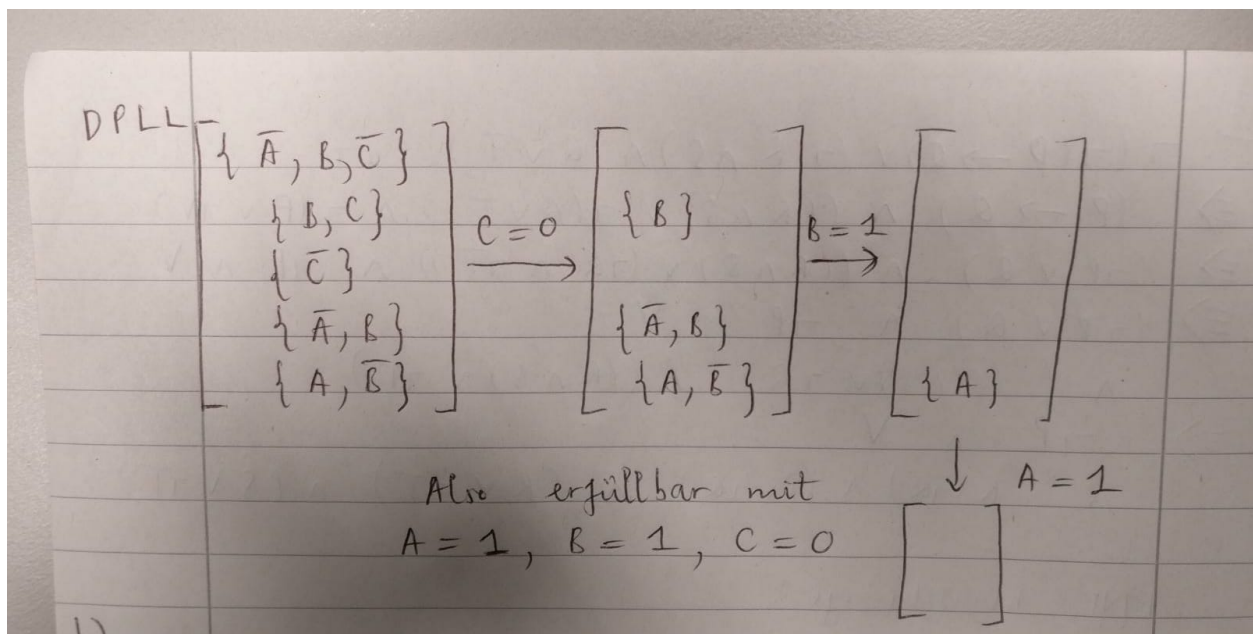 DPLL
{ A̅, B, C̅ }
{ B, C }
{ C̅ }
{ A̅, B }
{ A, B̅ }
C = 0
{ B }
{ A̅, B }
{ A, B̅ }
B = 1
{ A }
A = 1
Also erfüllbar mit
A = 1, B = 1, C = 0